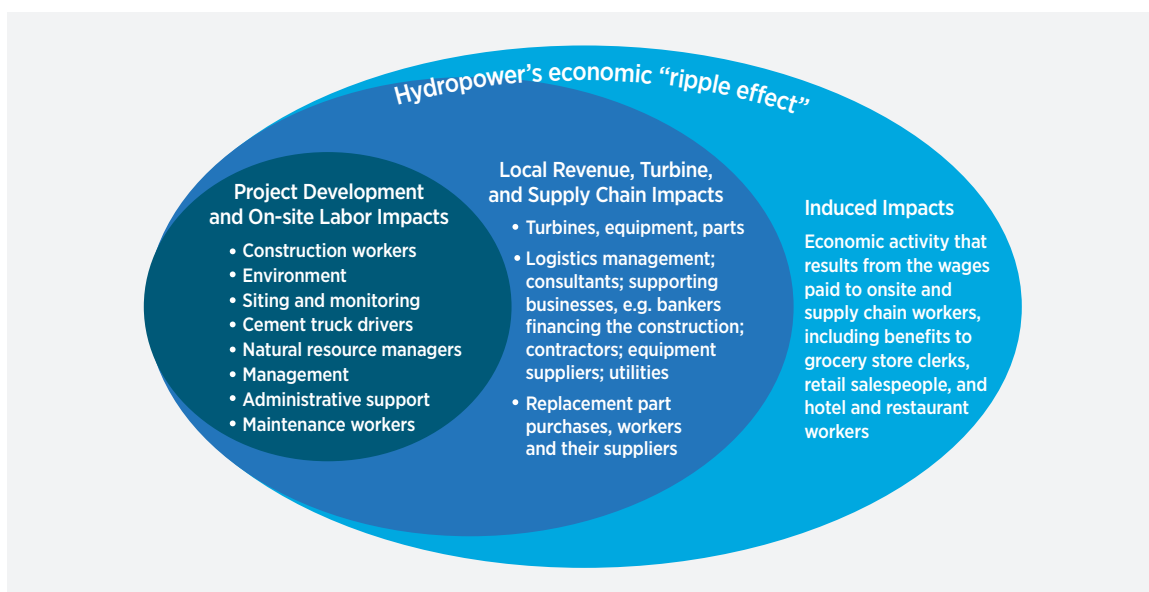 Hydropower’s economic “ripple effect”
Project Development
and On-site Labor Impacts
• Construction workers
• Environment
• Siting and monitoring
• Cement truck drivers
• Natural resource managers
• Management
• Administrative support
• Maintenance workers
Local Revenue, Turbine,
and Supply Chain Impacts
• Turbines, equipment, parts
• Logistics management;
consultants; supporting
businesses, e.g. bankers
financing the construction;
contractors; equipment
suppliers; utilities
• Replacement part
purchases, workers
and their suppliers
Induced Impacts
Economic activity that
results from the wages
paid to onsite and
supply chain workers,
including benefits to
grocery store clerks,
retail salespeople, and
hotel and restaurant
workers